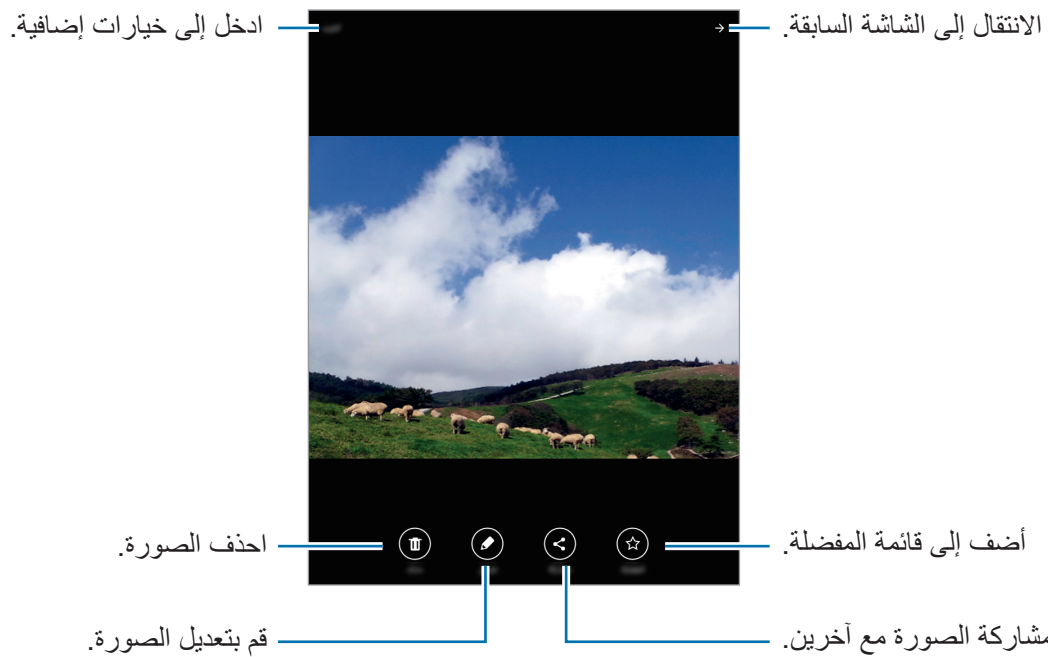 الانتقال إلى الشاشة السابقة.
ادخل إلى خيارات إضافية.
أضف إلى قائمة المفضلة.
احذف الصورة.
مشاركة الصورة مع آخرين.
قم بتعديل الصورة.